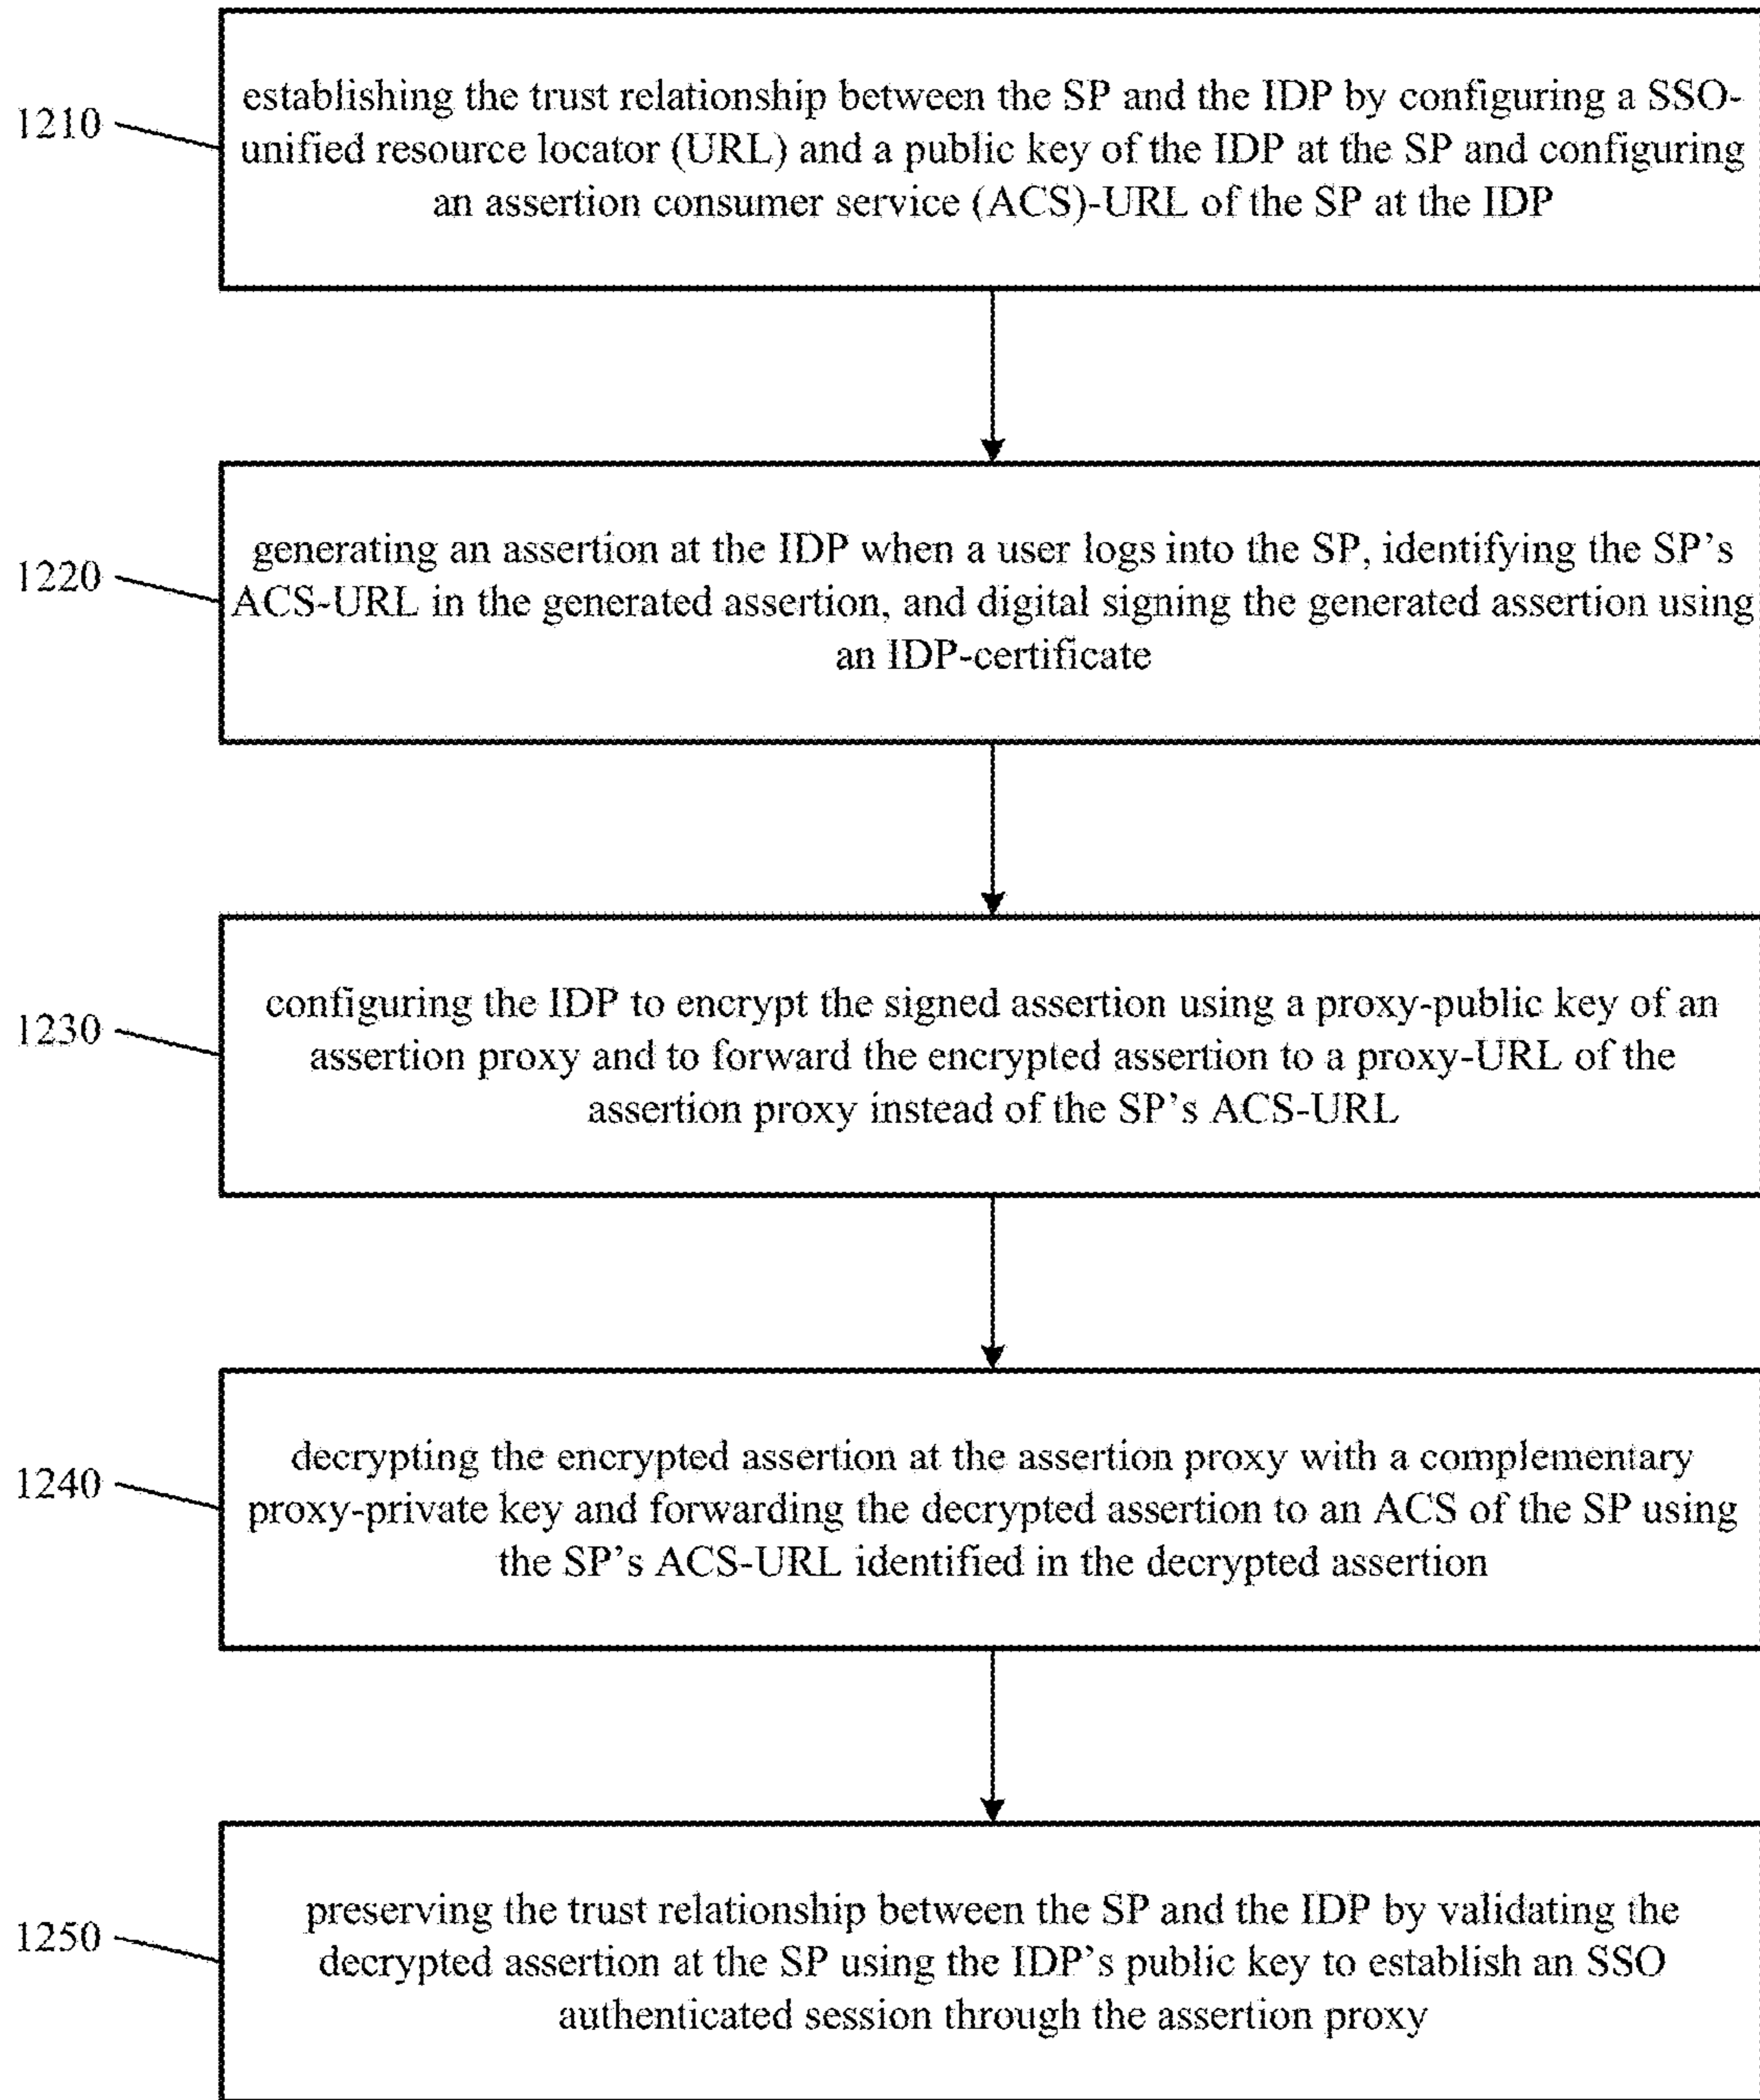 1210
establishing the trust relationship between the SP and the IDP by configuring a SSO-
unified resource locator (URL) and a public key of the IDP at the SP and configuring
an assertion consumer service (ACS)-URL of the SP at the IDP
1220
generating an assertion at the IDP when a user logs into the SP, identifying the SP's
ACS-URL in the generated assertion, and digital signing the generated assertion using
an IDP-certificate
1230
configuring the IDP to encrypt the signed assertion using a proxy-public key of an
assertion proxy and to forward the encrypted assertion to a proxy-URL of the
assertion proxy instead of the SP's ACS-URL
1240
decrypting the encrypted assertion at the assertion proxy with a complementary
proxy-private key and forwarding the decrypted assertion to an ACS of the SP using
the SP's ACS-URL identified in the decrypted assertion
1250
preserving the trust relationship between the SP and the IDP by validating the
decrypted assertion at the SP using the IDP's public key to establish an SSO
authenticated session through the assertion proxy